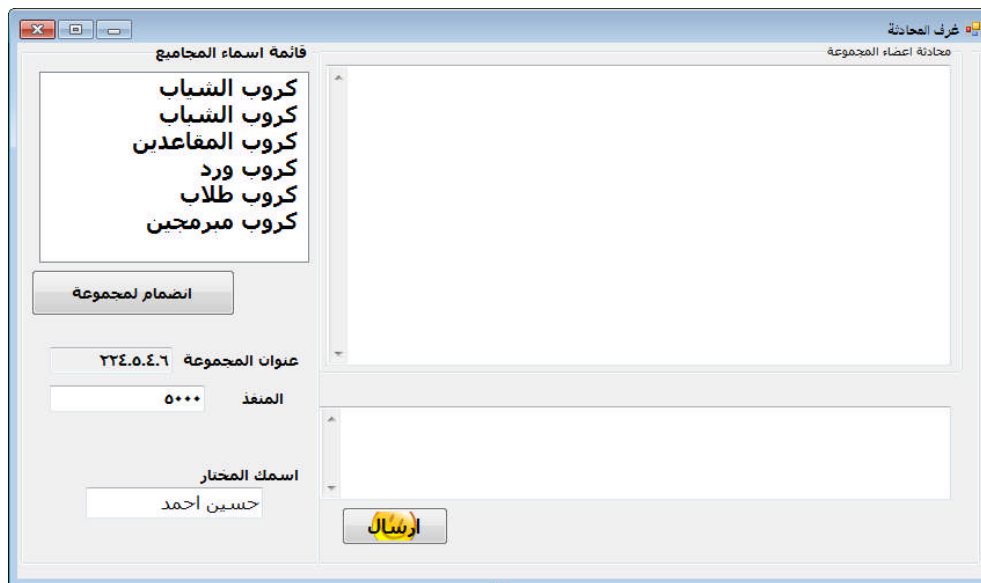 غرف المحادثة
محادثة اعضاء المجموعة
قائمة اسماء المجاميع
كروب الشياب
كروب الشباب
كروب المقاعدين
كروب ورد
كروب طلاب
كروب مبرمجين
انضمام لمجموعة
عنوان المجموعة ٢٢٤.٥.٤.٦
المنفذ ٥٠٠٠
اسمك المختار
حسين احمد
ارسال